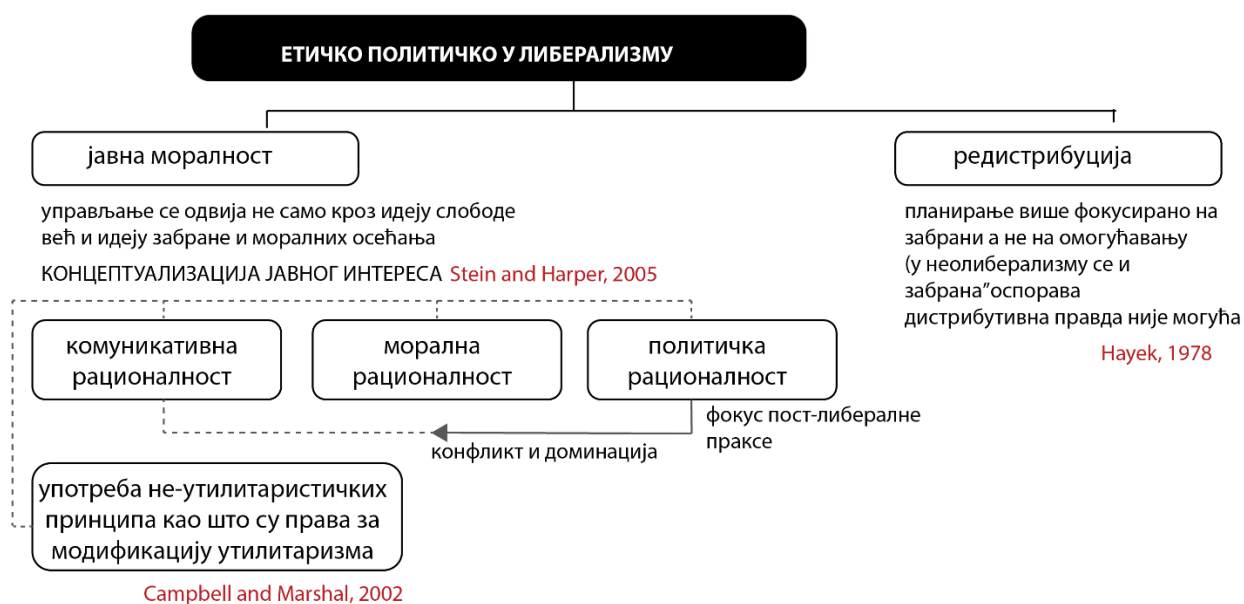 ЕТИЧКО ПОЛИТИЧКО У ЛИБЕРАЛИЗМУ
јавна моралност
управљање се одвија не само кроз идеју слободе
већ и идеју забране и моралних осећања
КОНЦЕПТУАЛИЗАЦИЈА ЈАВНОГ ИНТЕРЕСА Stein and Harper, 2005
редистрибуција
планирање више фокусирано на
забрани а не на омогућавању
(у неолиберализму се и
забрана”оспорава
дистрибутивна правда није могућа
Hayek, 1978
комуникативна
рационалност
морална
рационалност
политичка
рационалност
фокус пост-либералне
праксе
конфликт и доминација
употреба не-утилитаристичких
принципа као што су права за
модификацију утилитаризма
Campbell and Marshal, 2002